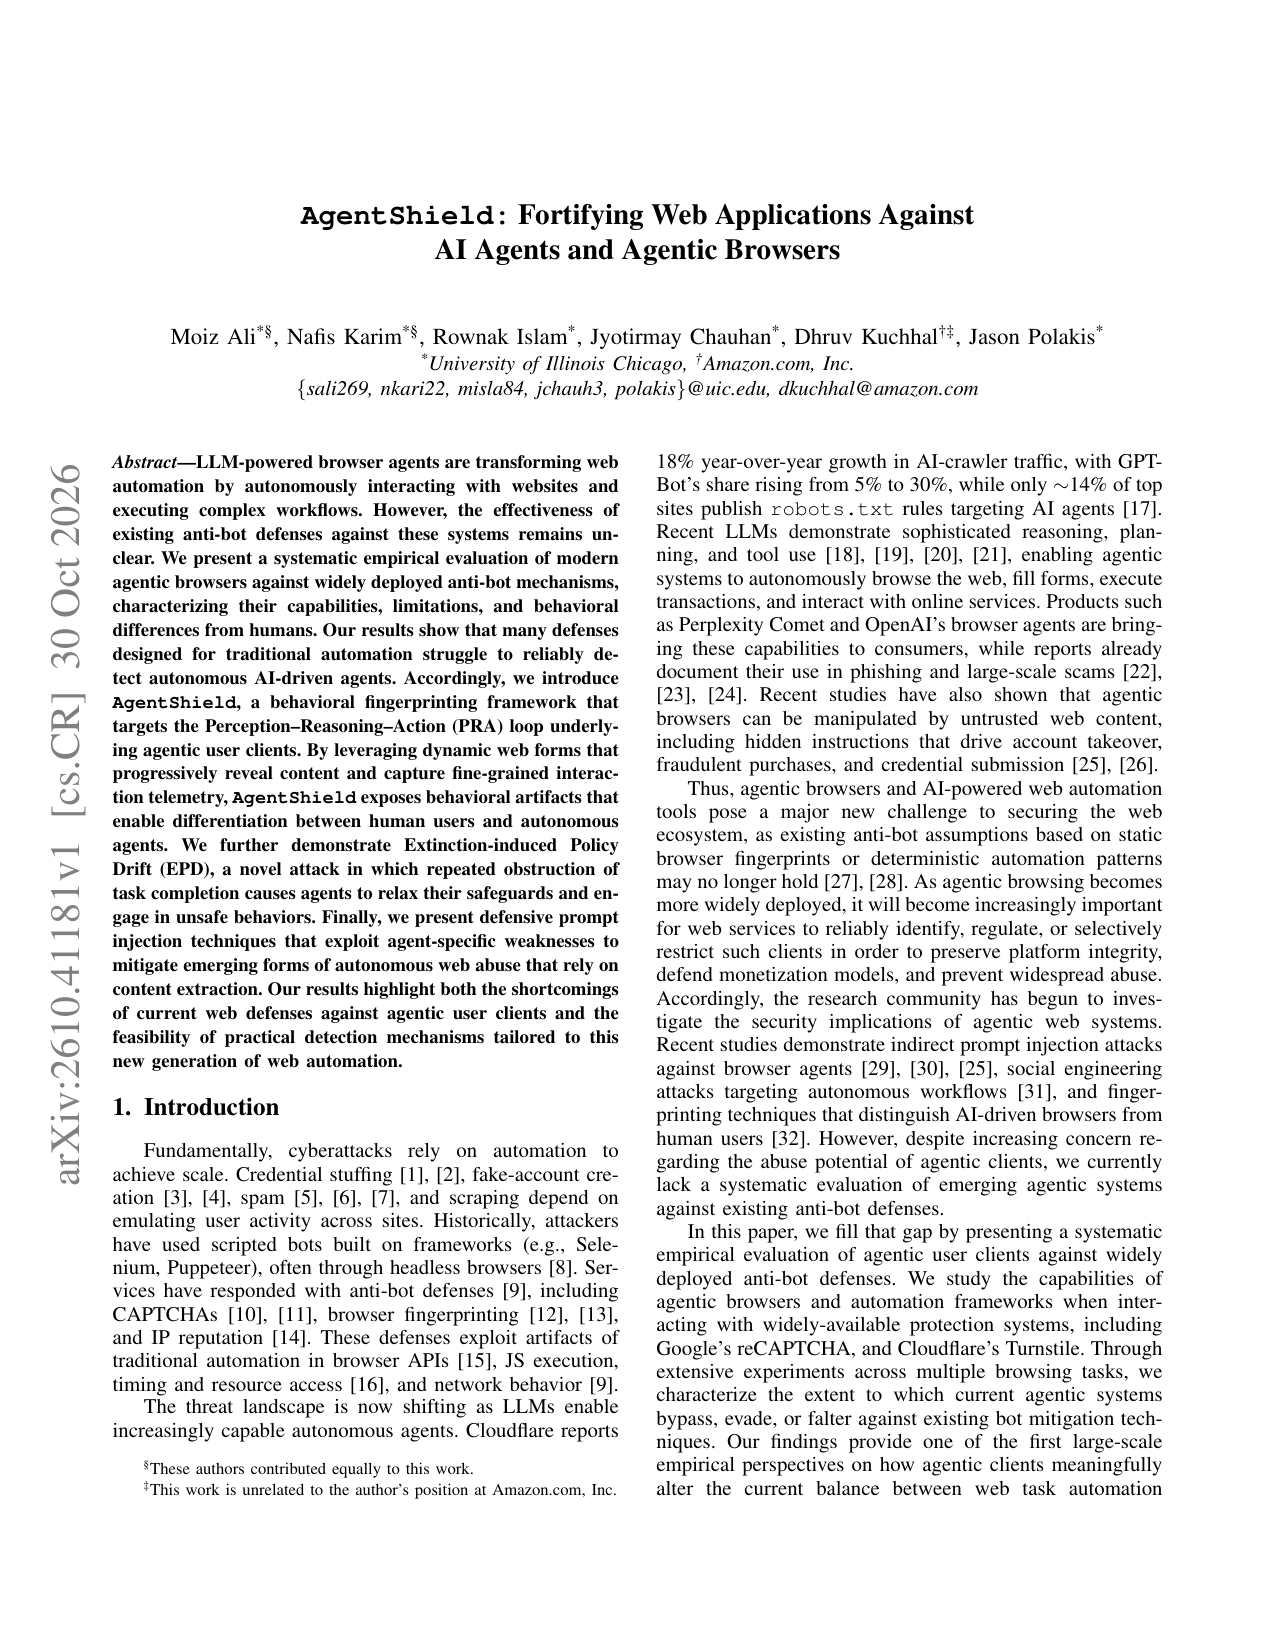 AgentShield: Fortifying Web Applications Against
AI Agents and Agentic Browsers
Moiz Ali*§, Nafis Karim*§, Rownak Islam*, Jyotirmay Chauhan*, Dhruv Kuchhal†‡, Jason Polakis*
*University of Illinois Chicago, †Amazon.com, Inc.
{sali269, nkari22, misla84, jchauh3, polakis}@uic.edu, dkuchhal@amazon.com
arXiv:2610.41181v1 [cs.CR] 30 Oct 2026
Abstract—LLM-powered browser agents are transforming web
automation by autonomously interacting with websites and
executing complex workflows. However, the effectiveness of
existing anti-bot defenses against these systems remains un-
clear. We present a systematic empirical evaluation of modern
agentic browsers against widely deployed anti-bot mechanisms,
characterizing their capabilities, limitations, and behavioral
differences from humans. Our results show that many defenses
designed for traditional automation struggle to reliably de-
tect autonomous AI-driven agents. Accordingly, we introduce
AgentShield, a behavioral fingerprinting framework that
targets the Perception–Reasoning–Action (PRA) loop underly-
ing agentic user clients. By leveraging dynamic web forms that
progressively reveal content and capture fine-grained interac-
tion telemetry, AgentShield exposes behavioral artifacts that
enable differentiation between human users and autonomous
agents. We further demonstrate Extinction-induced Policy
Drift (EPD), a novel attack in which repeated obstruction of
task completion causes agents to relax their safeguards and en-
gage in unsafe behaviors. Finally, we present defensive prompt
injection techniques that exploit agent-specific weaknesses to
mitigate emerging forms of autonomous web abuse that rely on
content extraction. Our results highlight both the shortcomings
of current web defenses against agentic user clients and the
feasibility of practical detection mechanisms tailored to this
new generation of web automation.
1. Introduction
Fundamentally, cyberattacks rely on automation to
achieve scale. Credential stuffing [1], [2], fake-account cre-
ation [3], [4], spam [5], [6], [7], and scraping depend on
emulating user activity across sites. Historically, attackers
have used scripted bots built on frameworks (e.g., Sele-
nium, Puppeteer), often through headless browsers [8]. Ser-
vices have responded with anti-bot defenses [9], including
CAPTCHAs [10], [11], browser fingerprinting [12], [13],
and IP reputation [14]. These defenses exploit artifacts of
traditional automation in browser APIs [15], JS execution,
timing and resource access [16], and network behavior [9].
The threat landscape is now shifting as LLMs enable
increasingly capable autonomous agents. Cloudflare reports
§These authors contributed equally to this work.
‡This work is unrelated to the author's position at Amazon.com, Inc.
18% year-over-year growth in AI-crawler traffic, with GPT-
Bot's share rising from 5% to 30%, while only ∼14% of top
sites publish robots.txt rules targeting AI agents [17].
Recent LLMs demonstrate sophisticated reasoning, plan-
ning, and tool use [18], [19], [20], [21], enabling agentic
systems to autonomously browse the web, fill forms, execute
transactions, and interact with online services. Products such
as Perplexity Comet and OpenAI's browser agents are bring-
ing these capabilities to consumers, while reports already
document their use in phishing and large-scale scams [22],
[23], [24]. Recent studies have also shown that agentic
browsers can be manipulated by untrusted web content,
including hidden instructions that drive account takeover,
fraudulent purchases, and credential submission [25], [26].
Thus, agentic browsers and AI-powered web automation
tools pose a major new challenge to securing the web
ecosystem, as existing anti-bot assumptions based on static
browser fingerprints or deterministic automation patterns
may no longer hold [27], [28]. As agentic browsing becomes
more widely deployed, it will become increasingly important
for web services to reliably identify, regulate, or selectively
restrict such clients in order to preserve platform integrity,
defend monetization models, and prevent widespread abuse.
Accordingly, the research community has begun to inves-
tigate the security implications of agentic web systems.
Recent studies demonstrate indirect prompt injection attacks
against browser agents [29], [30], [25], social engineering
attacks targeting autonomous workflows [31], and finger-
printing techniques that distinguish AI-driven browsers from
human users [32]. However, despite increasing concern re-
garding the abuse potential of agentic clients, we currently
lack a systematic evaluation of emerging agentic systems
against existing anti-bot defenses.
In this paper, we fill that gap by presenting a systematic
empirical evaluation of agentic user clients against widely
deployed anti-bot defenses. We study the capabilities of
agentic browsers and automation frameworks when inter-
acting with widely-available protection systems, including
Google's reCAPTCHA, and Cloudflare's Turnstile. Through
extensive experiments across multiple browsing tasks, we
characterize the extent to which current agentic systems
bypass, evade, or falter against existing bot mitigation tech-
niques. Our findings provide one of the first large-scale
empirical perspectives on how agentic clients meaningfully
alter the current balance between web task automation